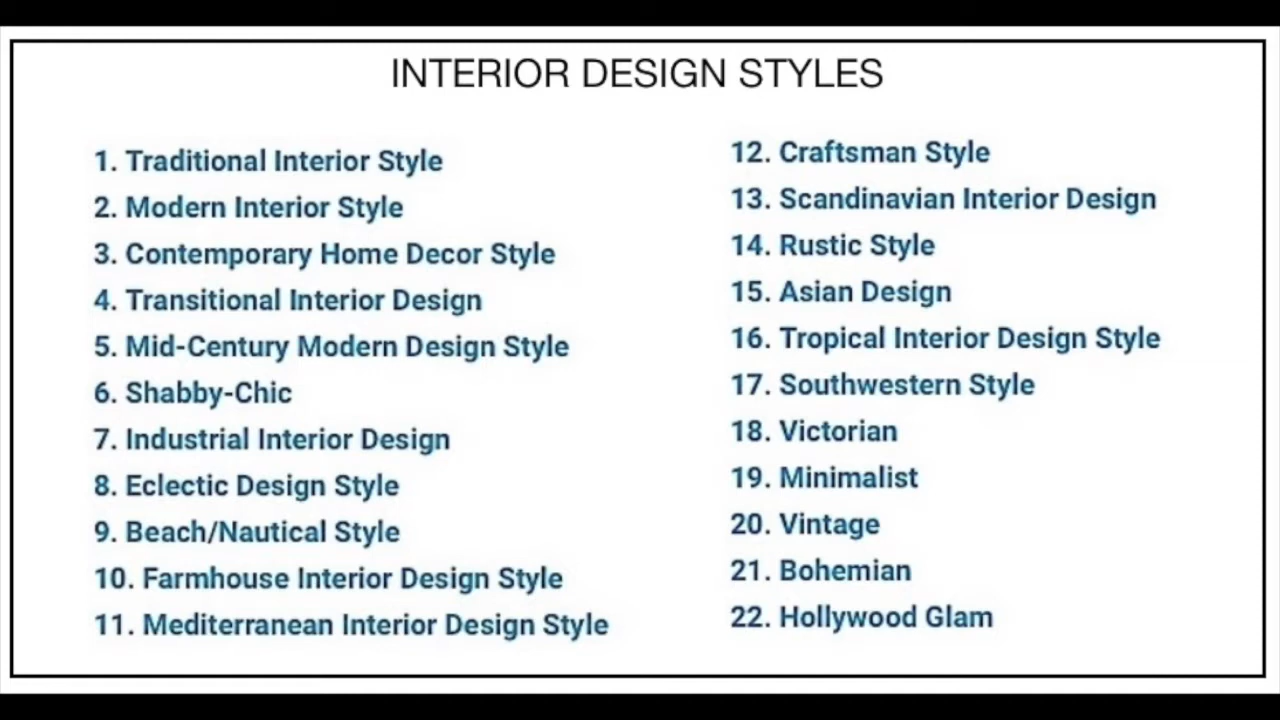 INTERIOR DESIGN STYLES
1. Traditional Interior Style
2. Modern Interior Style
3. Contemporary Home Decor Style
4. Transitional Interior Design
5. Mid-Century Modern Design Style
6. Shabby-Chic
7. Industrial Interior Design
8. Eclectic Design Style
9. Beach/Nautical Style
10. Farmhouse Interior Design Style
11. Mediterranean Interior Design Style
12. Craftsman Style
13. Scandinavian Interior Design
14. Rustic Style
15. Asian Design
16. Tropical Interior Design Style
17. Southwestern Style
18. Victorian
19. Minimalist
20. Vintage
21. Bohemian
22. Hollywood Glam